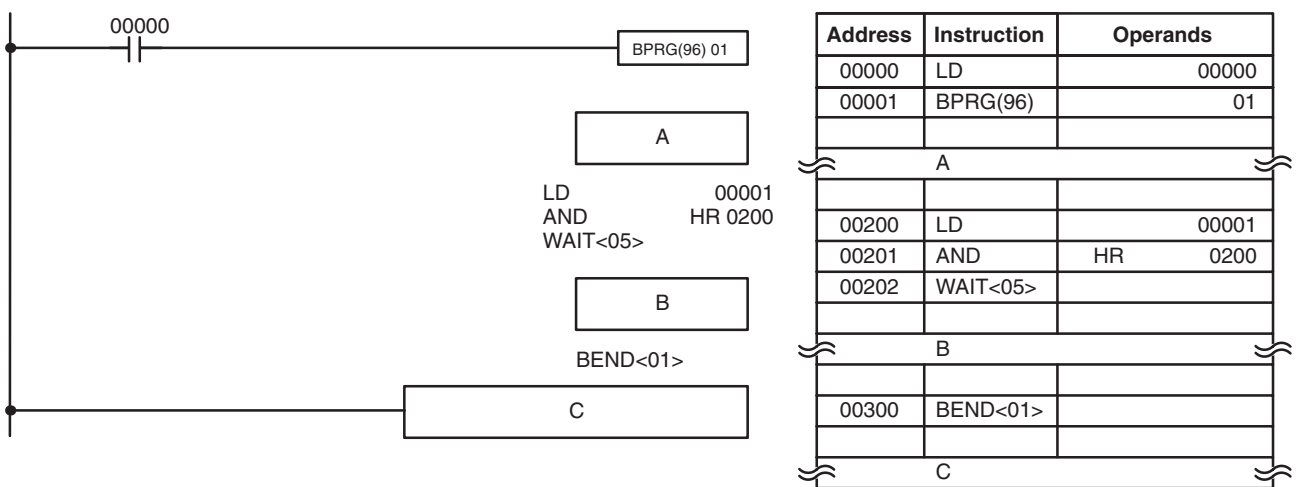 00000
BPRG(96) 01
A
LD 00001
AND HR 0200
WAIT<05>
B
BEND<01>
C
Address Instruction Operands
00000 LD 00000
00001 BPRG(96) 01
A
00200 LD 00001
00201 AND HR 0200
00202 WAIT<05>
B
00300 BEND<01>
C